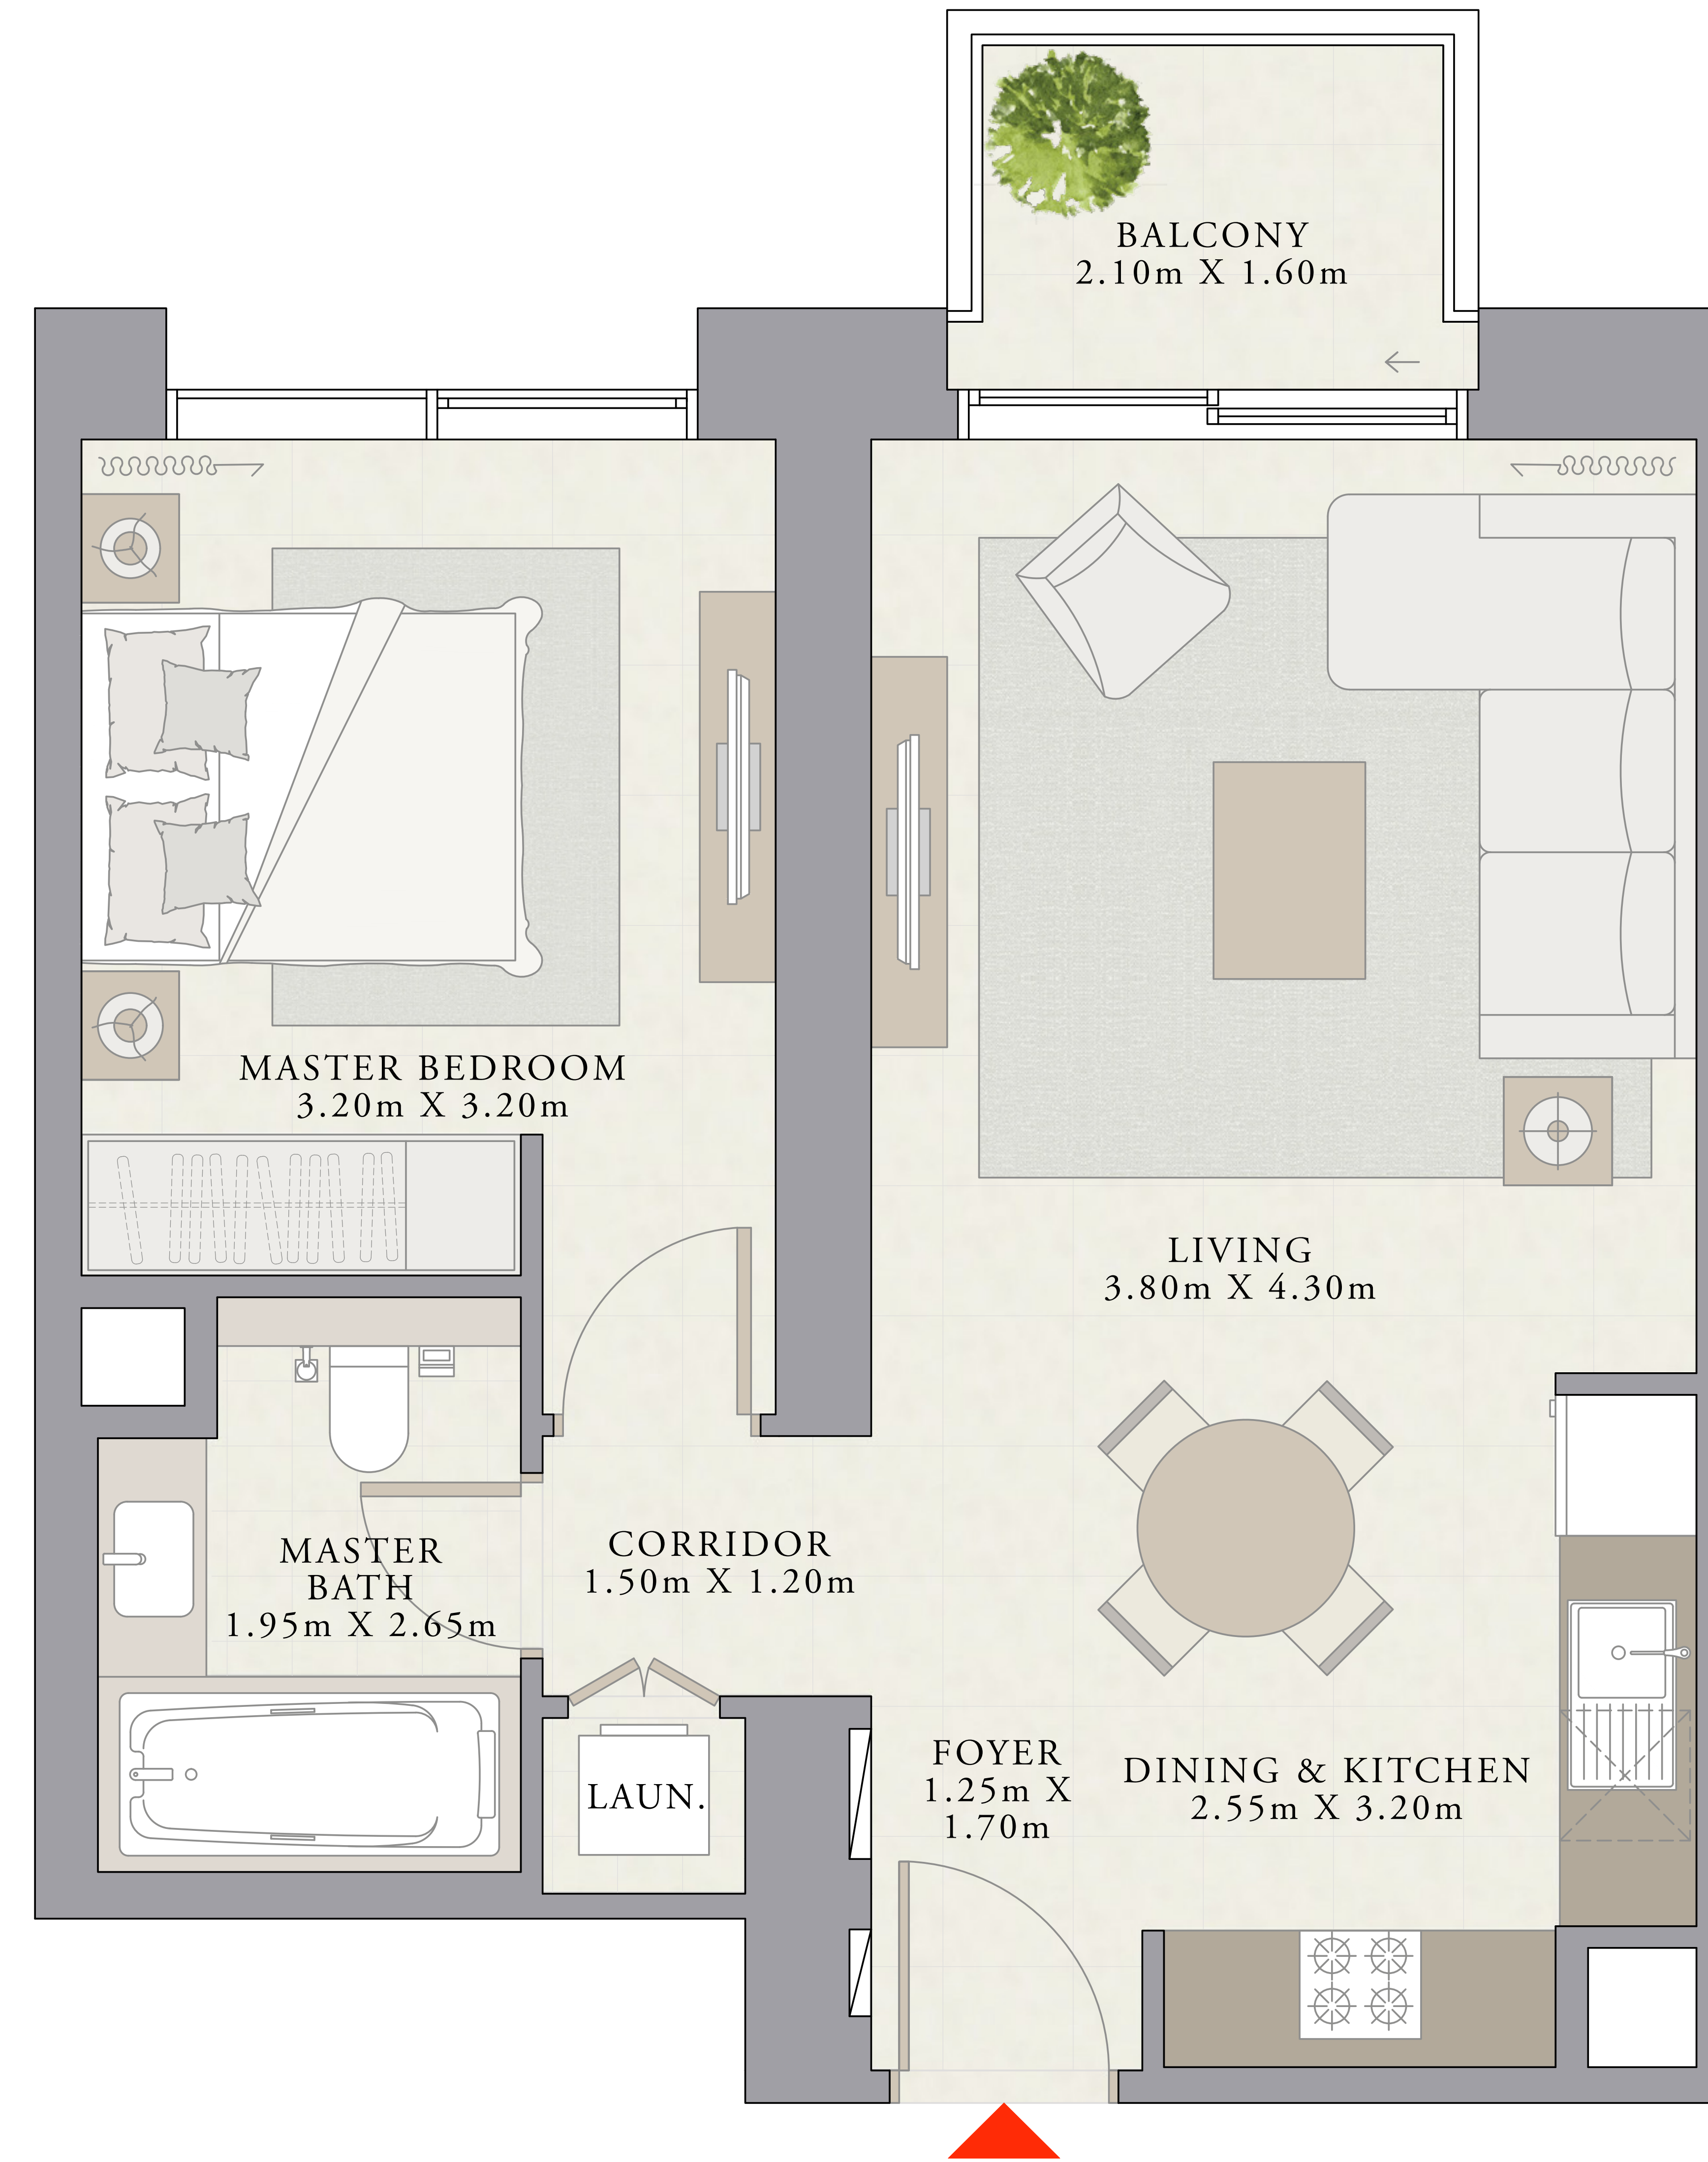 BALCONY
2.10m X 1.60m
MASTER BEDROOM
3.20m X 3.20m
LIVING
3.80m X 4.30m
MASTER
BATH
1.95m X 2.65m
CORRIDOR
1.50m X 1.20m
LAUN.
FOYER
1.25m X
1.70m
DINING & KITCHEN
2.55m X 3.20m